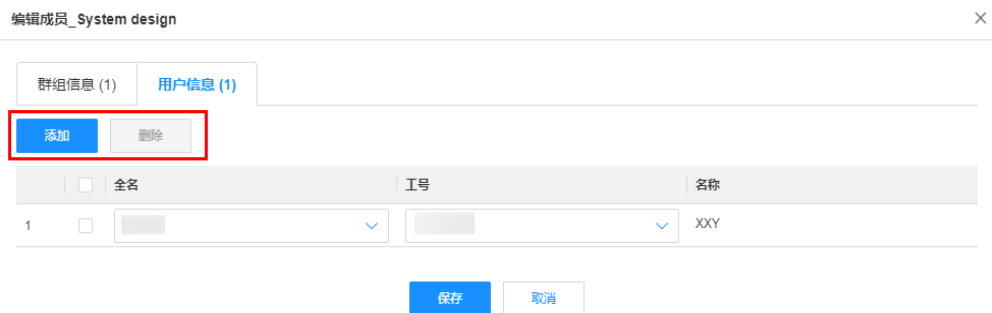 编辑成员_System design
群组信息 (1) 用户信息 (1)
添加 删除
全名 工号 名称
1 XXY
保存 取消